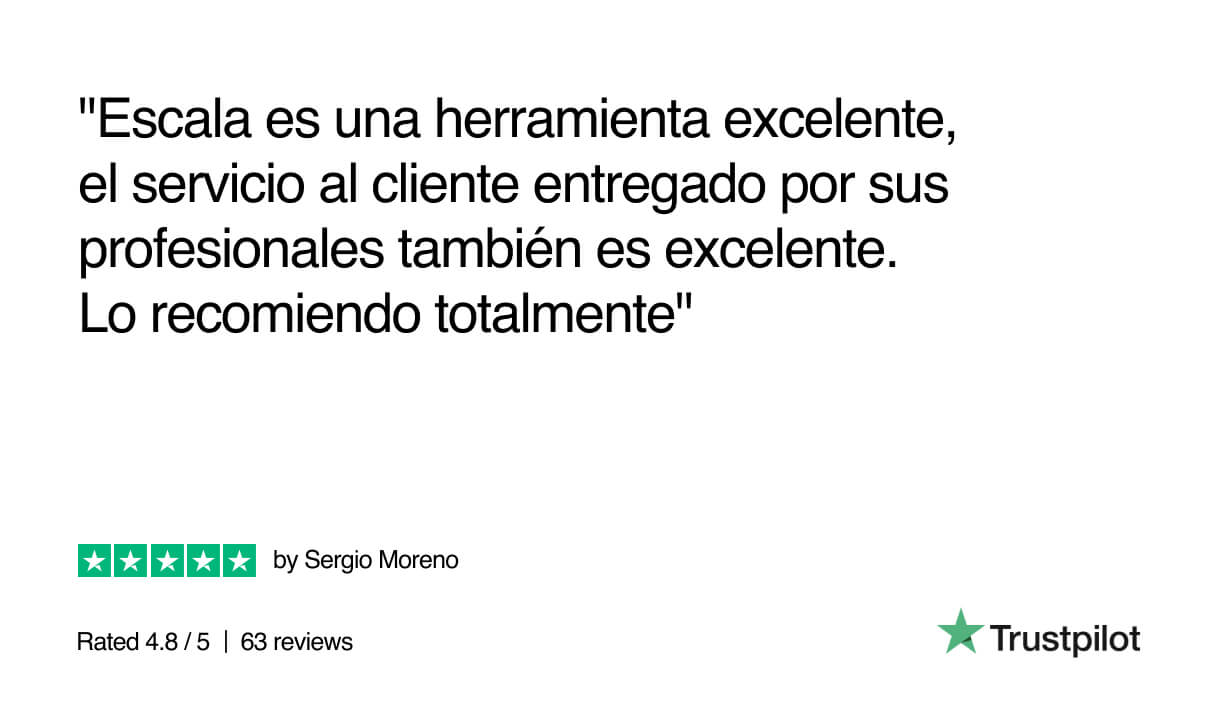 "Escala es una herramienta excelente,
el servicio al cliente entregado por sus
profesionales también es excelente.
Lo recomiendo totalmente"
by Sergio Moreno
Rated 4.8 / 5 | 63 reviews
Trustpilot